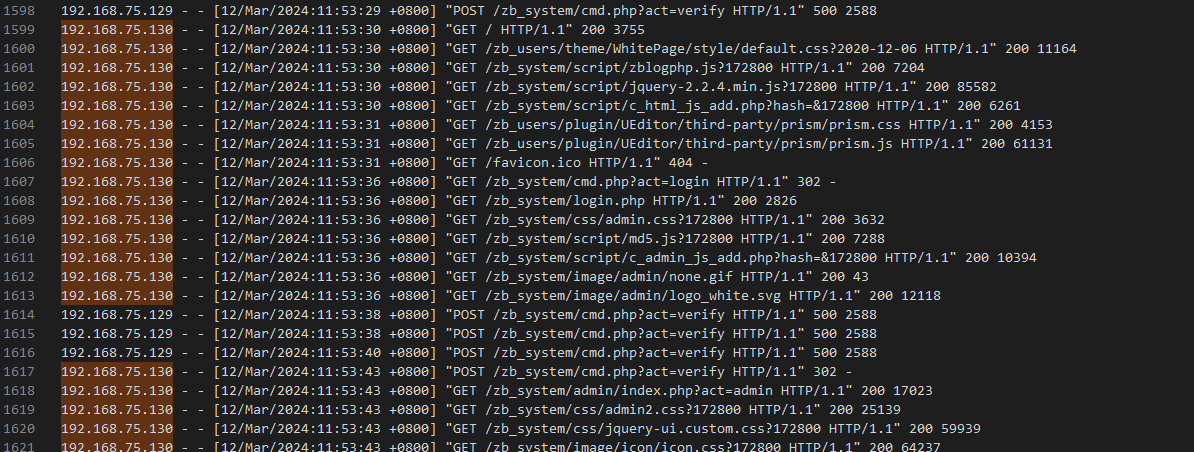 1598 192.168.75.129 - - [12/Mar/2024:11:53:29 +0800] "POST /zb_system/cmd.php?act=verify HTTP/1.1" 500 2588
1599 192.168.75.130 - - [12/Mar/2024:11:53:30 +0800] "GET / HTTP/1.1" 200 3755
1600 192.168.75.130 - - [12/Mar/2024:11:53:30 +0800] "GET /zb_users/theme/WhitePage/style/default.css?2020-12-06 HTTP/1.1" 200 11164
1601 192.168.75.130 - - [12/Mar/2024:11:53:30 +0800] "GET /zb_system/script/zblogphp.js?172800 HTTP/1.1" 200 7204
1602 192.168.75.130 - - [12/Mar/2024:11:53:30 +0800] "GET /zb_system/script/jquery-2.2.4.min.js?172800 HTTP/1.1" 200 85582
1603 192.168.75.130 - - [12/Mar/2024:11:53:30 +0800] "GET /zb_system/script/c_html_js_add.php?hash=&172800 HTTP/1.1" 200 6261
1604 192.168.75.130 - - [12/Mar/2024:11:53:31 +0800] "GET /zb_users/plugin/UEditor/third-party/prism/prism.css HTTP/1.1" 200 4153
1605 192.168.75.130 - - [12/Mar/2024:11:53:31 +0800] "GET /zb_users/plugin/UEditor/third-party/prism/prism.js HTTP/1.1" 200 61131
1606 192.168.75.130 - - [12/Mar/2024:11:53:31 +0800] "GET /favicon.ico HTTP/1.1" 404 -
1607 192.168.75.130 - - [12/Mar/2024:11:53:36 +0800] "GET /zb_system/cmd.php?act=login HTTP/1.1" 302 -
1608 192.168.75.130 - - [12/Mar/2024:11:53:36 +0800] "GET /zb_system/login.php HTTP/1.1" 200 2826
1609 192.168.75.130 - - [12/Mar/2024:11:53:36 +0800] "GET /zb_system/css/admin.css?172800 HTTP/1.1" 200 3632
1610 192.168.75.130 - - [12/Mar/2024:11:53:36 +0800] "GET /zb_system/script/md5.js?172800 HTTP/1.1" 200 7288
1611 192.168.75.130 - - [12/Mar/2024:11:53:36 +0800] "GET /zb_system/script/c_admin_js_add.php?hash=&172800 HTTP/1.1" 200 10394
1612 192.168.75.130 - - [12/Mar/2024:11:53:36 +0800] "GET /zb_system/image/admin/none.gif HTTP/1.1" 200 43
1613 192.168.75.130 - - [12/Mar/2024:11:53:36 +0800] "GET /zb_system/image/admin/logo_white.svg HTTP/1.1" 200 12118
1614 192.168.75.129 - - [12/Mar/2024:11:53:38 +0800] "POST /zb_system/cmd.php?act=verify HTTP/1.1" 500 2588
1615 192.168.75.129 - - [12/Mar/2024:11:53:38 +0800] "POST /zb_system/cmd.php?act=verify HTTP/1.1" 500 2588
1616 192.168.75.129 - - [12/Mar/2024:11:53:40 +0800] "POST /zb_system/cmd.php?act=verify HTTP/1.1" 500 2588
1617 192.168.75.130 - - [12/Mar/2024:11:53:43 +0800] "POST /zb_system/cmd.php?act=verify HTTP/1.1" 302 -
1618 192.168.75.130 - - [12/Mar/2024:11:53:43 +0800] "GET /zb_system/admin/index.php?act=admin HTTP/1.1" 200 17023
1619 192.168.75.130 - - [12/Mar/2024:11:53:43 +0800] "GET /zb_system/css/admin2.css?172800 HTTP/1.1" 200 25139
1620 192.168.75.130 - - [12/Mar/2024:11:53:43 +0800] "GET /zb_system/css/jquery-ui.custom.css?172800 HTTP/1.1" 200 59939
1621 192.168.75.130 - - [12/Mar/2024:11:53:43 +0800] "GET /zb_system/image/icon/icon.css?172800 HTTP/1.1" 200 64237